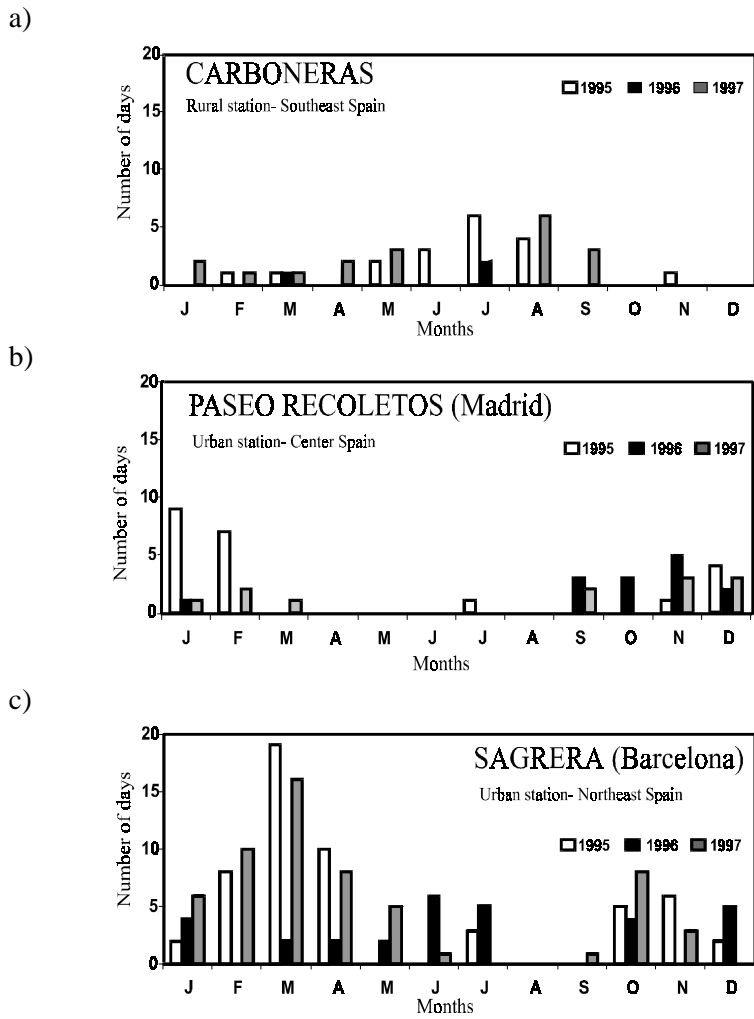 a)
CARBONERAS
Rural station- Southeast Spain
1995 1996 1997
Number of days
20
15
10
5
0
J F M A M J J A S O N D
Months
b)
PASEO RECOLETOS (Madrid)
Urban station- Center Spain
1995 1996 1997
Number of days
20
15
10
5
0
J F M A M J J A S O N D
Months
c)
SAGRERA (Barcelona)
Urban station- Northeast Spain
1995 1996 1997
Number of days
20
15
10
5
0
J F M A M J J A S O N D
Months